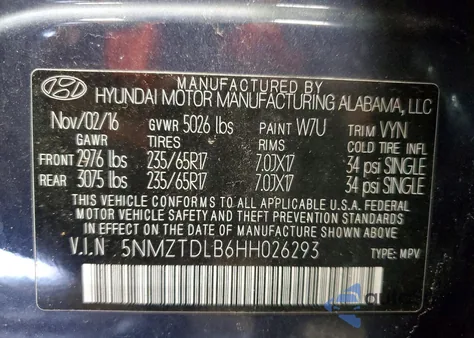 MANUFACTURED BY
HYUNDAI MOTOR MANUFACTURING ALABAMA, LLC
Nov/02/16 GVWR 5026 lbs PAINT W7U TRIM VYN
GAWR TIRES RIMS COLD TIRE INFL
FRONT 2976 lbs 235/65R17 7.0JX17 34 psi SINGLE
REAR 3075 lbs 235/65R17 7.0JX17 34 psi SINGLE
THIS VEHICLE CONFORMS TO ALL APPLICABLE U.S.A. FEDERAL
MOTOR VEHICLE SAFETY AND THEFT PREVENTION STANDARDS
IN EFFECT ON THE DATE OF MANUFACTURE SHOWN ABOVE.
V.I.N 5NMZTDLB6HH026293 TYPE: MPV